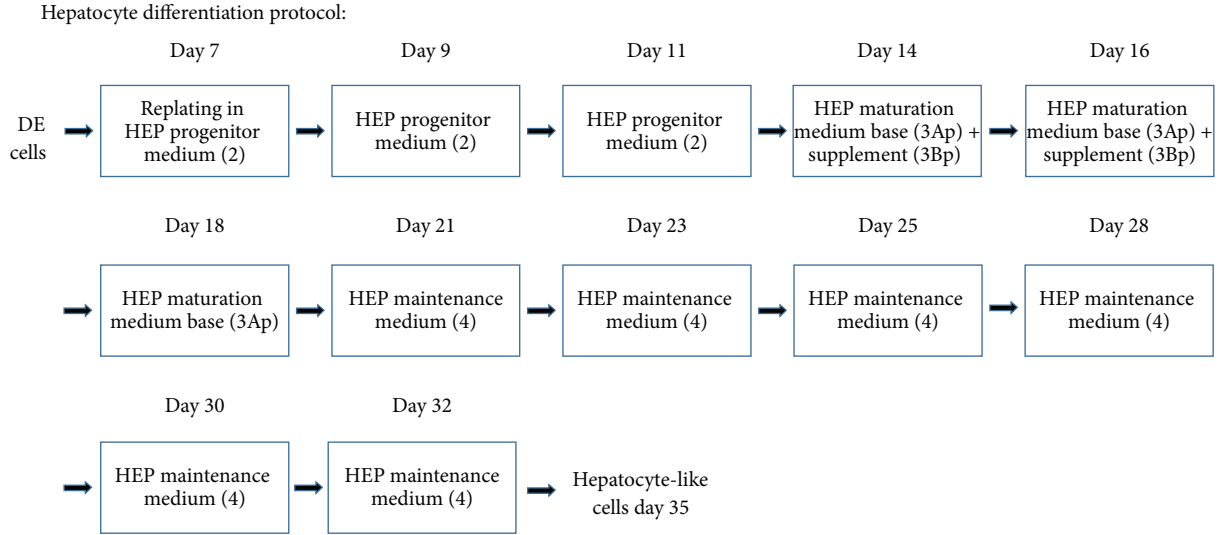 Hepatocyte differentiation protocol:
Day 7
Day 9
Day 11
Day 14
Day 16
DE
cells
Replating in
HEP progenitor
medium (2)
HEP progenitor
medium (2)
HEP progenitor
medium (2)
HEP maturation
medium base (3Ap) +
supplement (3Bp)
HEP maturation
medium base (3Ap) +
supplement (3Bp)
Day 18
Day 21
Day 23
Day 25
Day 28
HEP maturation
medium base (3Ap)
HEP maintenance
medium (4)
HEP maintenance
medium (4)
HEP maintenance
medium (4)
HEP maintenance
medium (4)
Day 30
Day 32
HEP maintenance
medium (4)
HEP maintenance
medium (4)
Hepatocyte-like
cells day 35